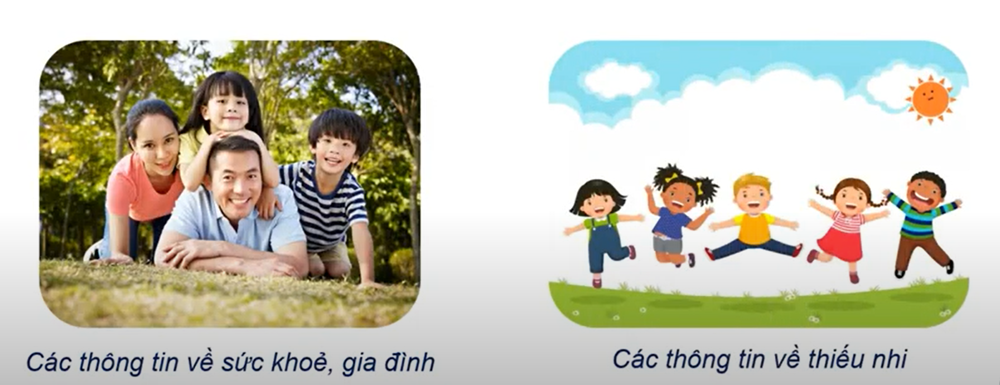 Các thông tin về sức khoẻ, gia đình
Các thông tin về thiếu nhi